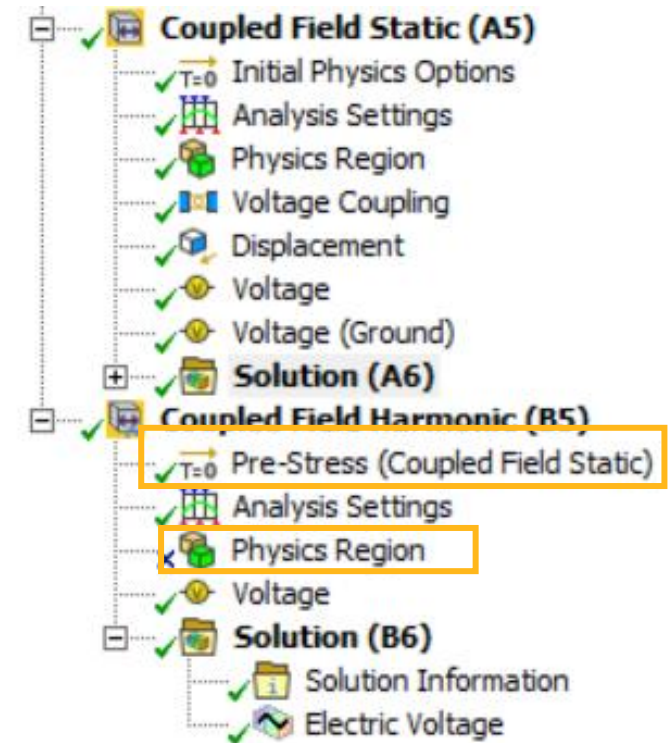 Coupled Field Static (A5)
T=0 Initial Physics Options
Analysis Settings
Physics Region
Voltage Coupling
Displacement
V Voltage
V Voltage (Ground)
Solution (A6)
Coupled Field Harmonic (B5)
T=0 Pre-Stress (Coupled Field Static)
Analysis Settings
Physics Region
V Voltage
Solution (B6)
i Solution Information
Electric Voltage